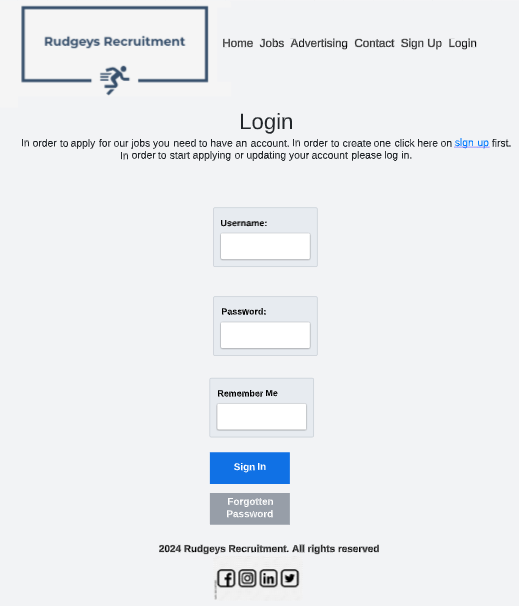 Rudgeys Recruitment
Home Jobs Advertising Contact Sign Up Login
Login
In order to apply for our jobs you need to have an account. In order to create one click here on sign up first.
In order to start applying or updating your account please log in.
Username:
Password:
Remember Me
Sign In
Forgotten
Password
2024 Rudgeys Recruitment. All rights reserved